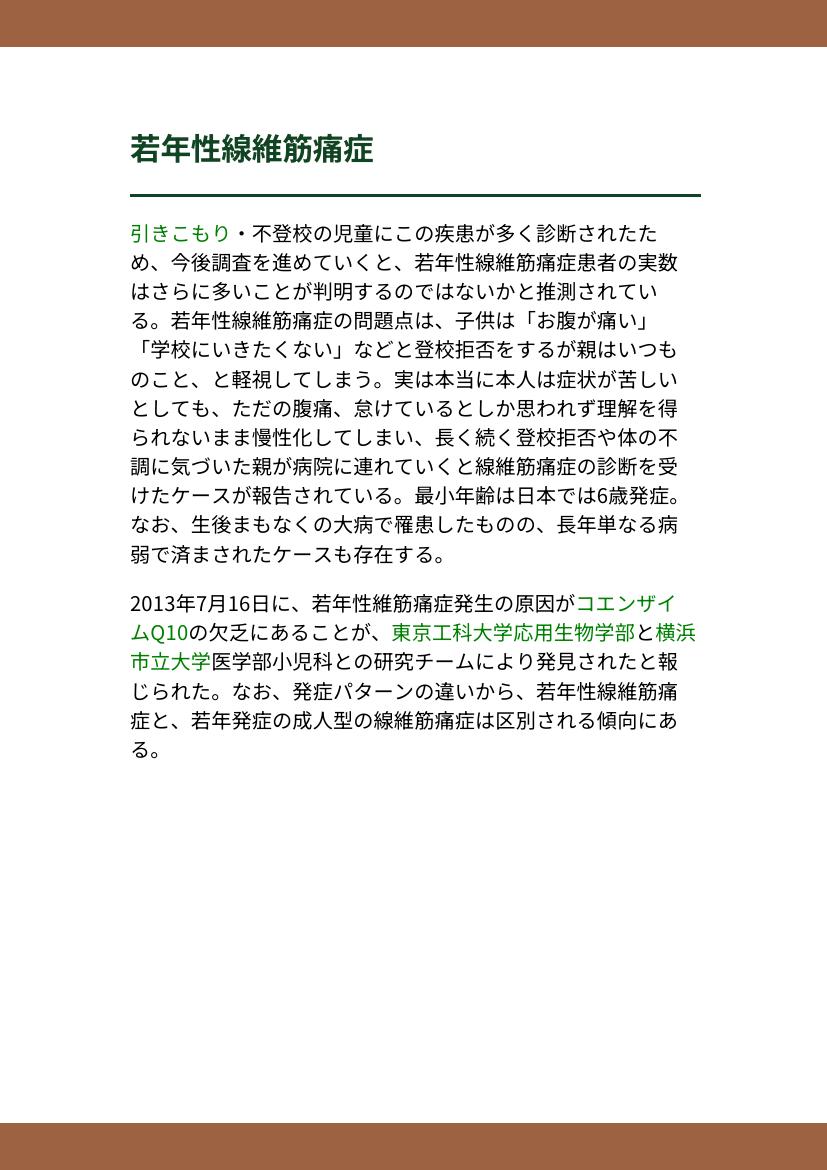 若年性線維筋痛症
引きこもり・不登校の児童にこの疾患が多く診断されたた
め、今後調査を進めていくと、若年性線維筋痛症患者の実数
はさらに多いことが判明するのではないかと推測されてい
る。若年性線維筋痛症の問題点は、子供は「お腹が痛い」
「学校にいきたくない」などと登校拒否をするが親はいつも
のこと、と軽視してしまう。実は本当に本人は症状が苦しい
としても、ただの腹痛、怠けているとしか思われず理解を得
られないまま慢性化してしまい、長く続く登校拒否や体の不
調に気づいた親が病院に連れていくと線維筋痛症の診断を受
けたケースが報告されている。最小年齢は日本では6歳発症。
なお、生後まもなくの大病で罹患したものの、長年単なる病
弱で済まされたケースも存在する。
2013年7月16日に、若年性維筋痛症発生の原因がコエンザイ
ムQ10の欠乏にあることが、東京工科大学応用生物学部と横浜
市立大学医学部小児科との研究チームにより発見されたと報
じられた。なお、発症パターンの違いから、若年性線維筋痛
症と、若年発症の成人型の線維筋痛症は区別される傾向にあ
る。